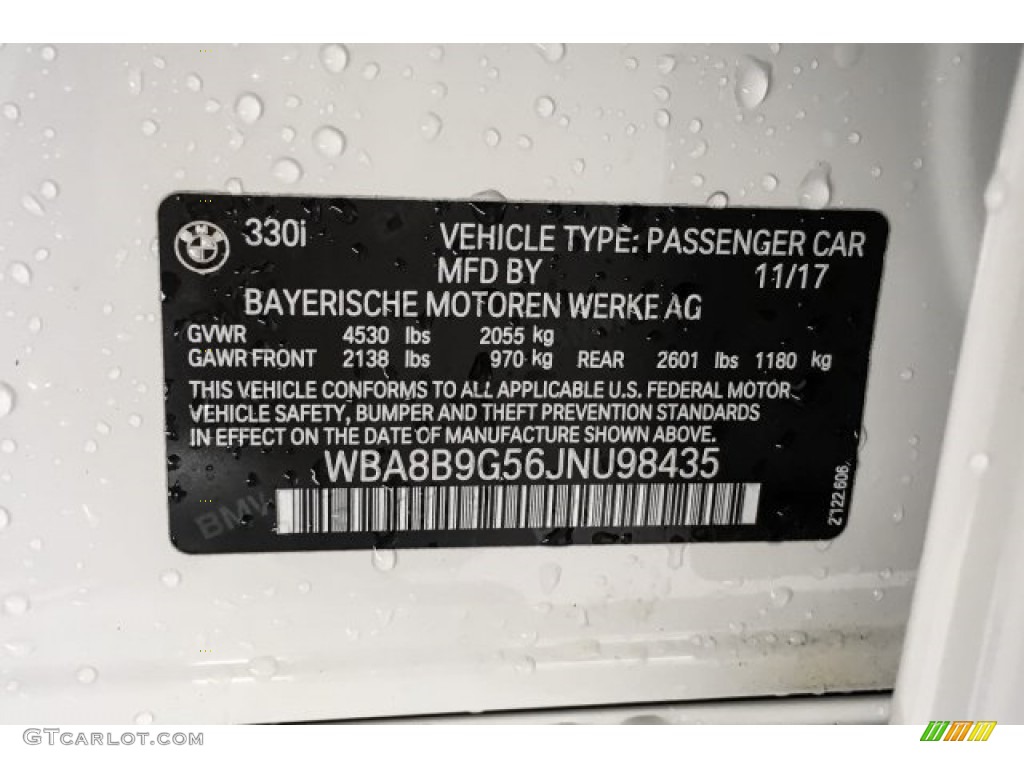 330i VEHICLE TYPE: PASSENGER CAR
MFD BY 11/17
BAYERISCHE MOTOREN WERKE AG
GVWR 4530 lbs 2055 kg
GAWR FRONT 2138 lbs 970 kg REAR 2601 lbs 1180 kg
THIS VEHICLE CONFORMS TO ALL APPLICABLE U.S. FEDERAL MOTOR
VEHICLE SAFETY, BUMPER AND THEFT PREVENTION STANDARDS
IN EFFECT ON THE DATE OF MANUFACTURE SHOWN ABOVE.
WBA8B9G56JNU98435
BMW
2122 606
GTCARLOT.COM